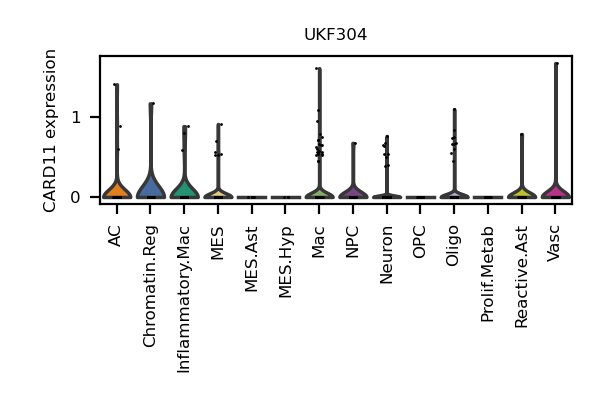 UKF304
CARD11 expression
1
0
AC
Chromatin.Reg
Inflammatory.Mac
MES
MES.Ast
MES.Hyp
Mac
NPC
Neuron
OPC
Oligo
Prolif.Metab
Reactive.Ast
Vasc